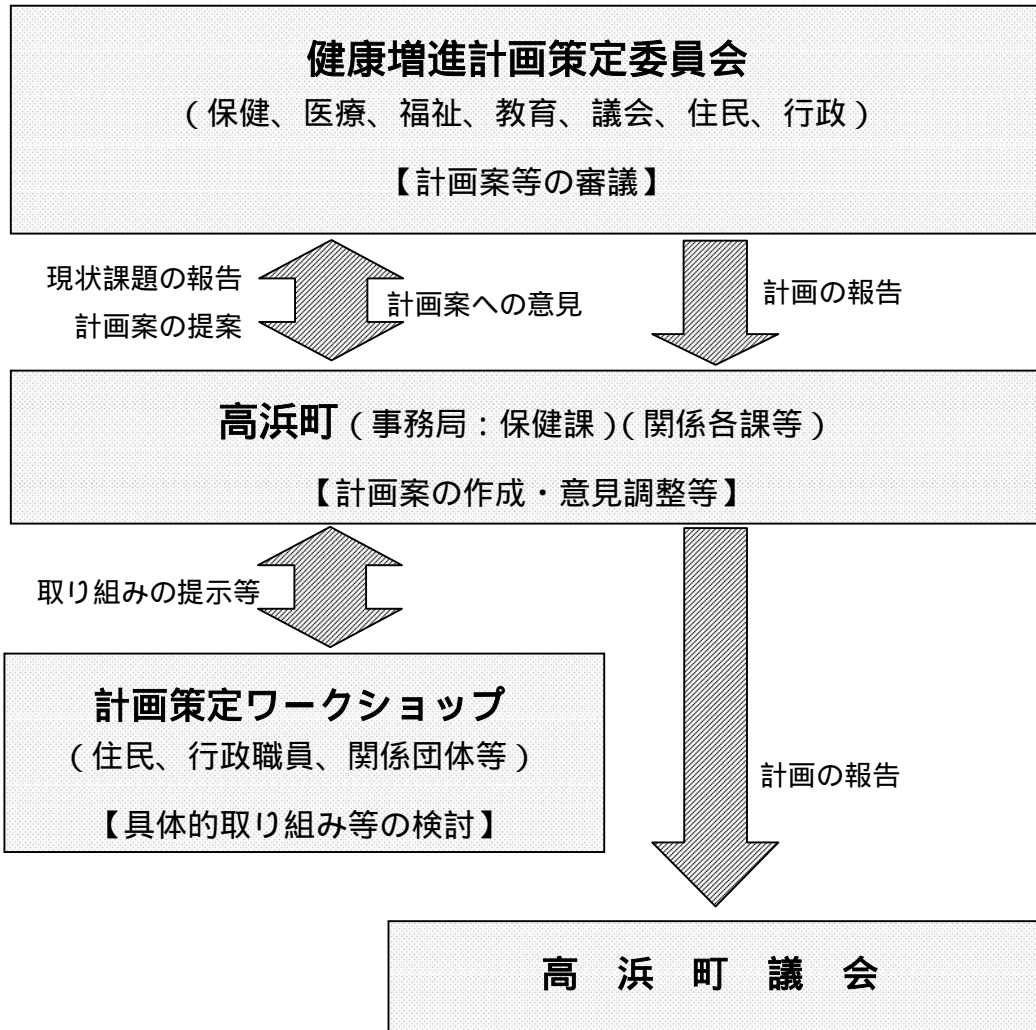 健康増進計画策定委員会
（保健、医療、福祉、教育、議会、住民、行政）
【計画案等の審議】
現状課題の報告
計画案の提案
計画案への意見
計画の報告
高浜町（事務局：保健課）（関係各課等）
【計画案の作成・意見調整等】
取り組みの提示等
計画策定ワークショップ
（住民、行政職員、関係団体等）
【具体的取り組み等の検討】
計画の報告
高　浜　町　議　会